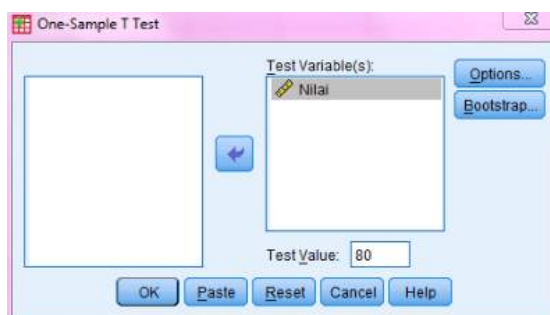 One-Sample T Test
Test Variable(s):
Nilai
Options...
Bootstrap...
Test Value: 80
OK Paste Reset Cancel Help